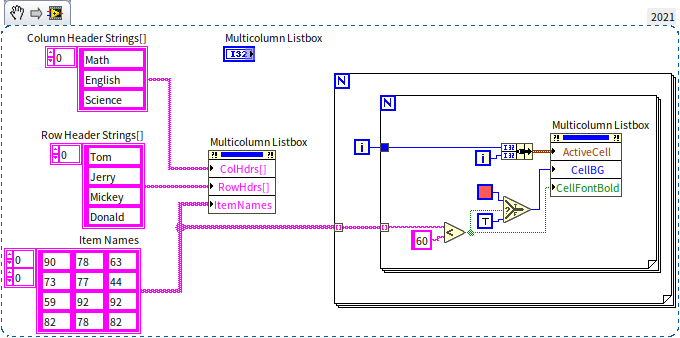 2021
Column Header Strings[]
0
Math
English
Science
Multicolumn Listbox
I32
Row Header Strings[]
0
Tom
Jerry
Mickey
Donald
Multicolumn Listbox
?! ?!
ColHdrs[]
RowHdrs[]
ItemNames
Item Names
0
0
90 78 63
73 77 44
59 92 92
82 78 82
N
N
i
i
I32
I32
Multicolumn Listbox
?! ?!
ActiveCell
CellBG
CellFontBold
T
?
T
F
60
<
[]
[]